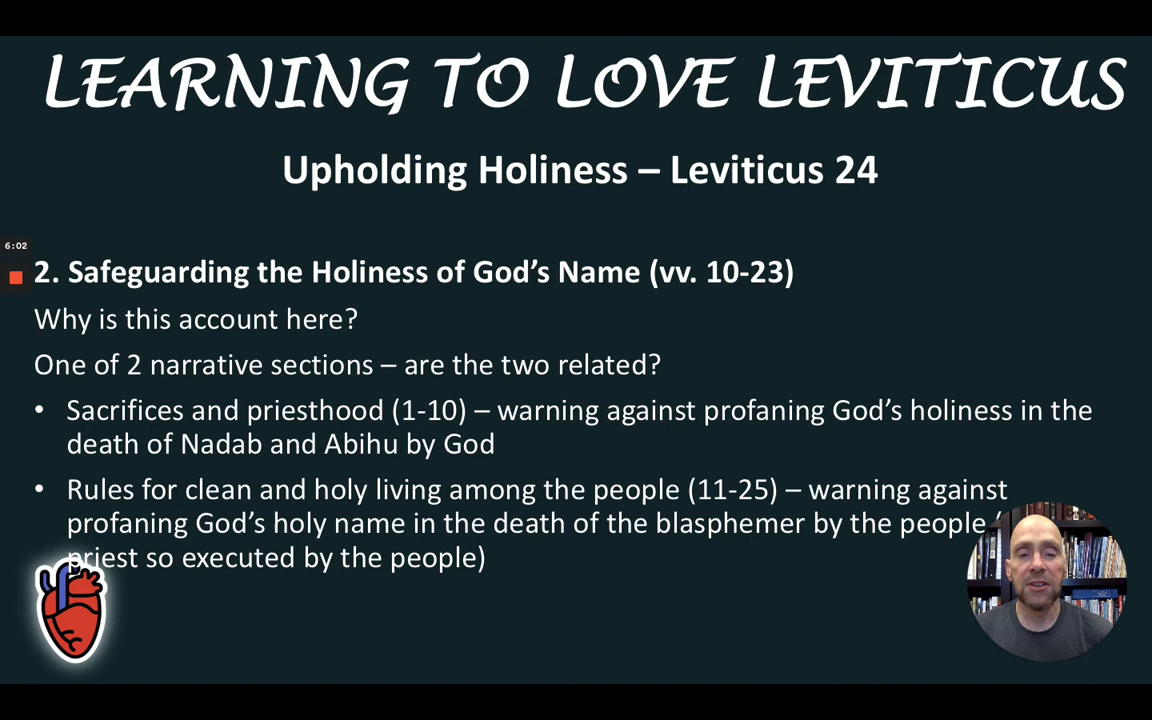 LEARNING TO LOVE LEVITICUS
Upholding Holiness – Leviticus 24
6:02
2. Safeguarding the Holiness of God’s Name (vv. 10-23)
Why is this account here?
One of 2 narrative sections – are the two related?
• Sacrifices and priesthood (1-10) – warning against profaning God’s holiness in the
death of Nadab and Abihu by God
• Rules for clean and holy living among the people (11-25) – warning against
profaning God’s holy name in the death of the blasphemer by the people (
priest so executed by the people)